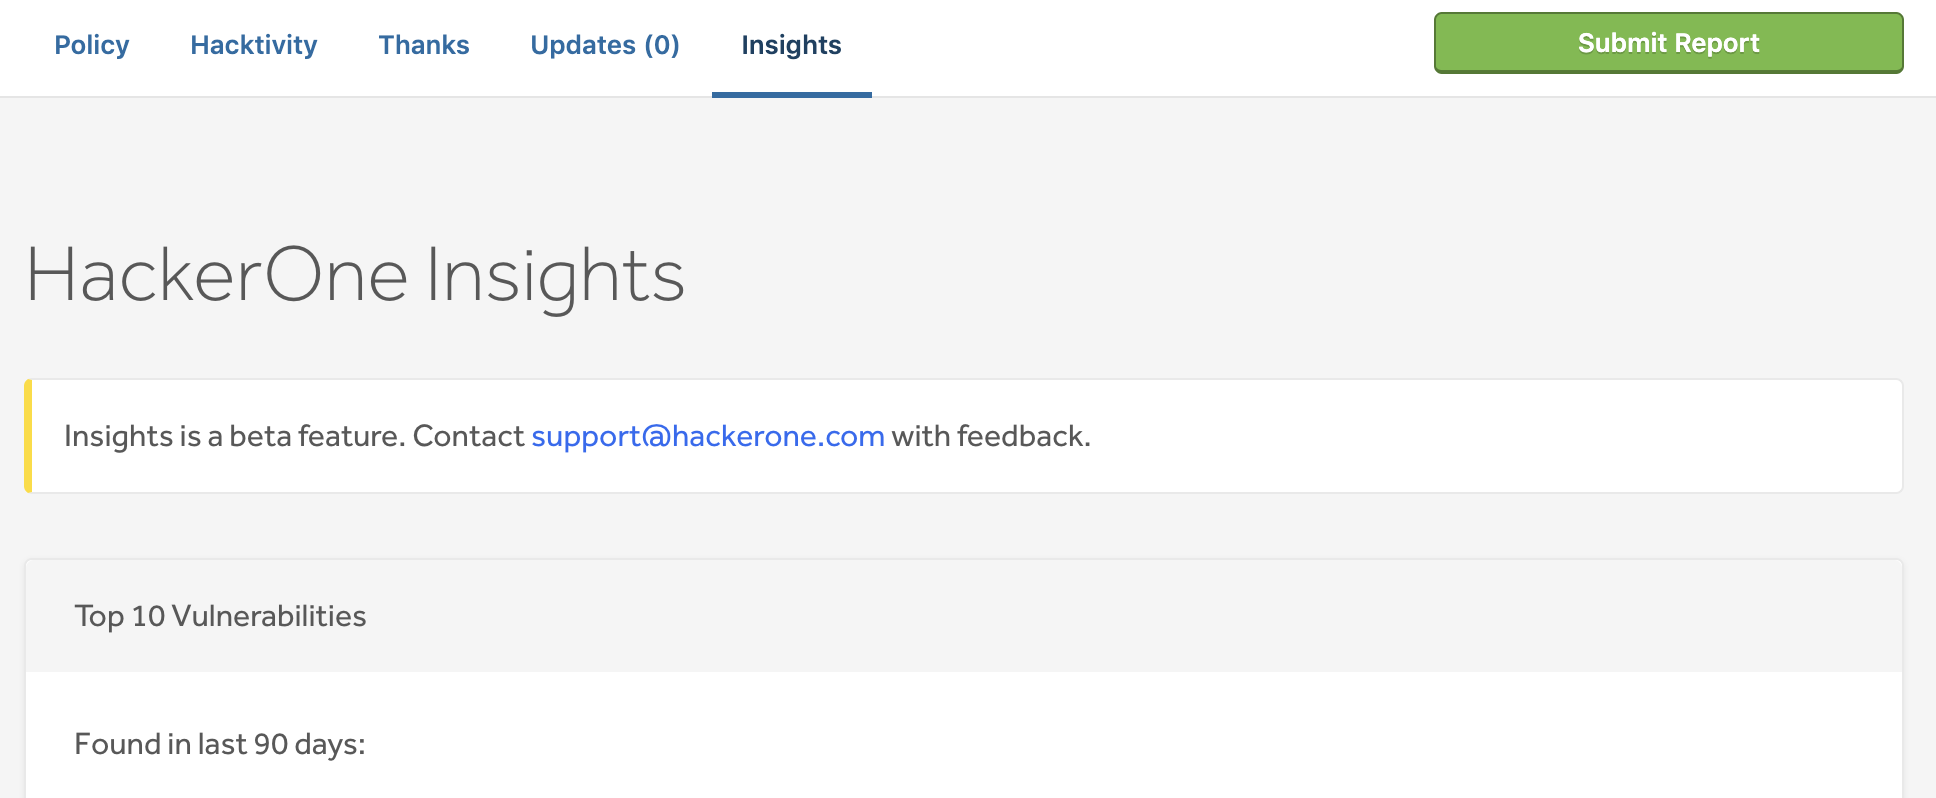 Policy Hacktivity Thanks Updates (0) Insights Submit Report
HackerOne Insights
Insights is a beta feature. Contact support@hackerone.com with feedback.
Top 10 Vulnerabilities
Found in last 90 days: